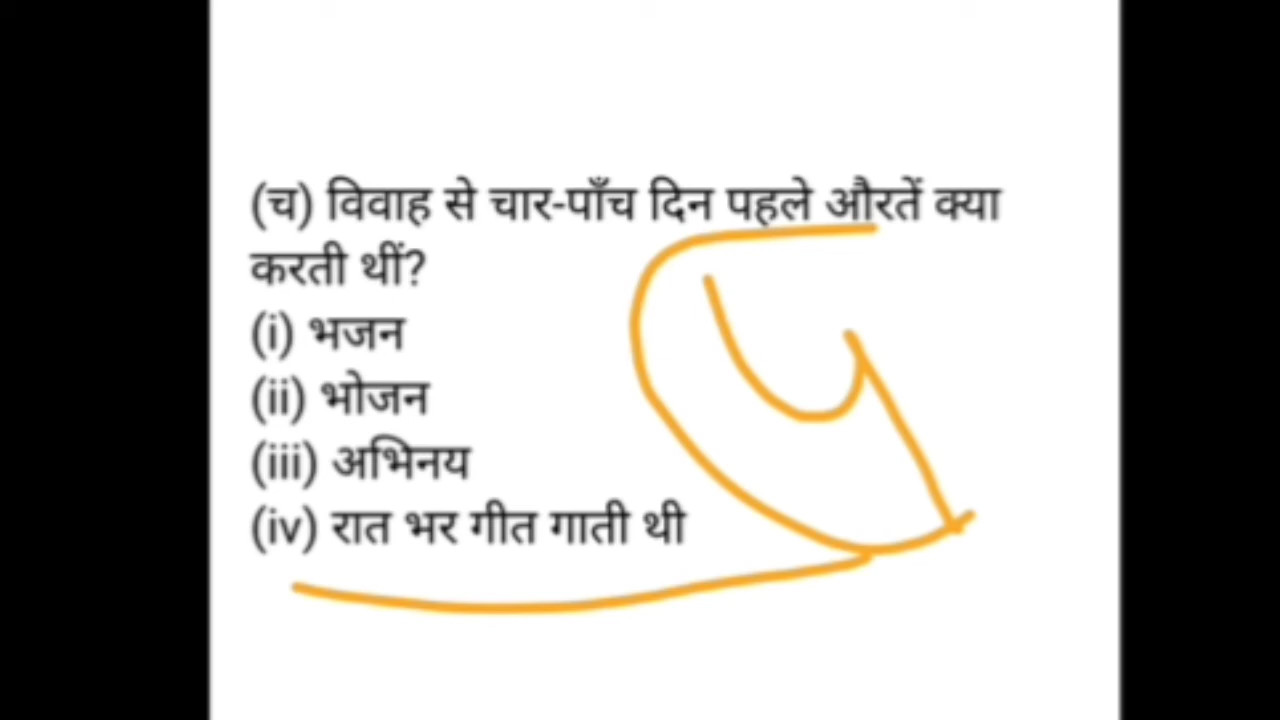 (च) विवाह से चार-पाँच दिन पहले औरतें क्या
करती थीं?
(i) भजन
(ii) भोजन
(iii) अभिनय
(iv) रात भर गीत गाती थी